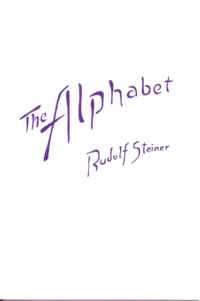 The Alphabet
Rudolf Steiner